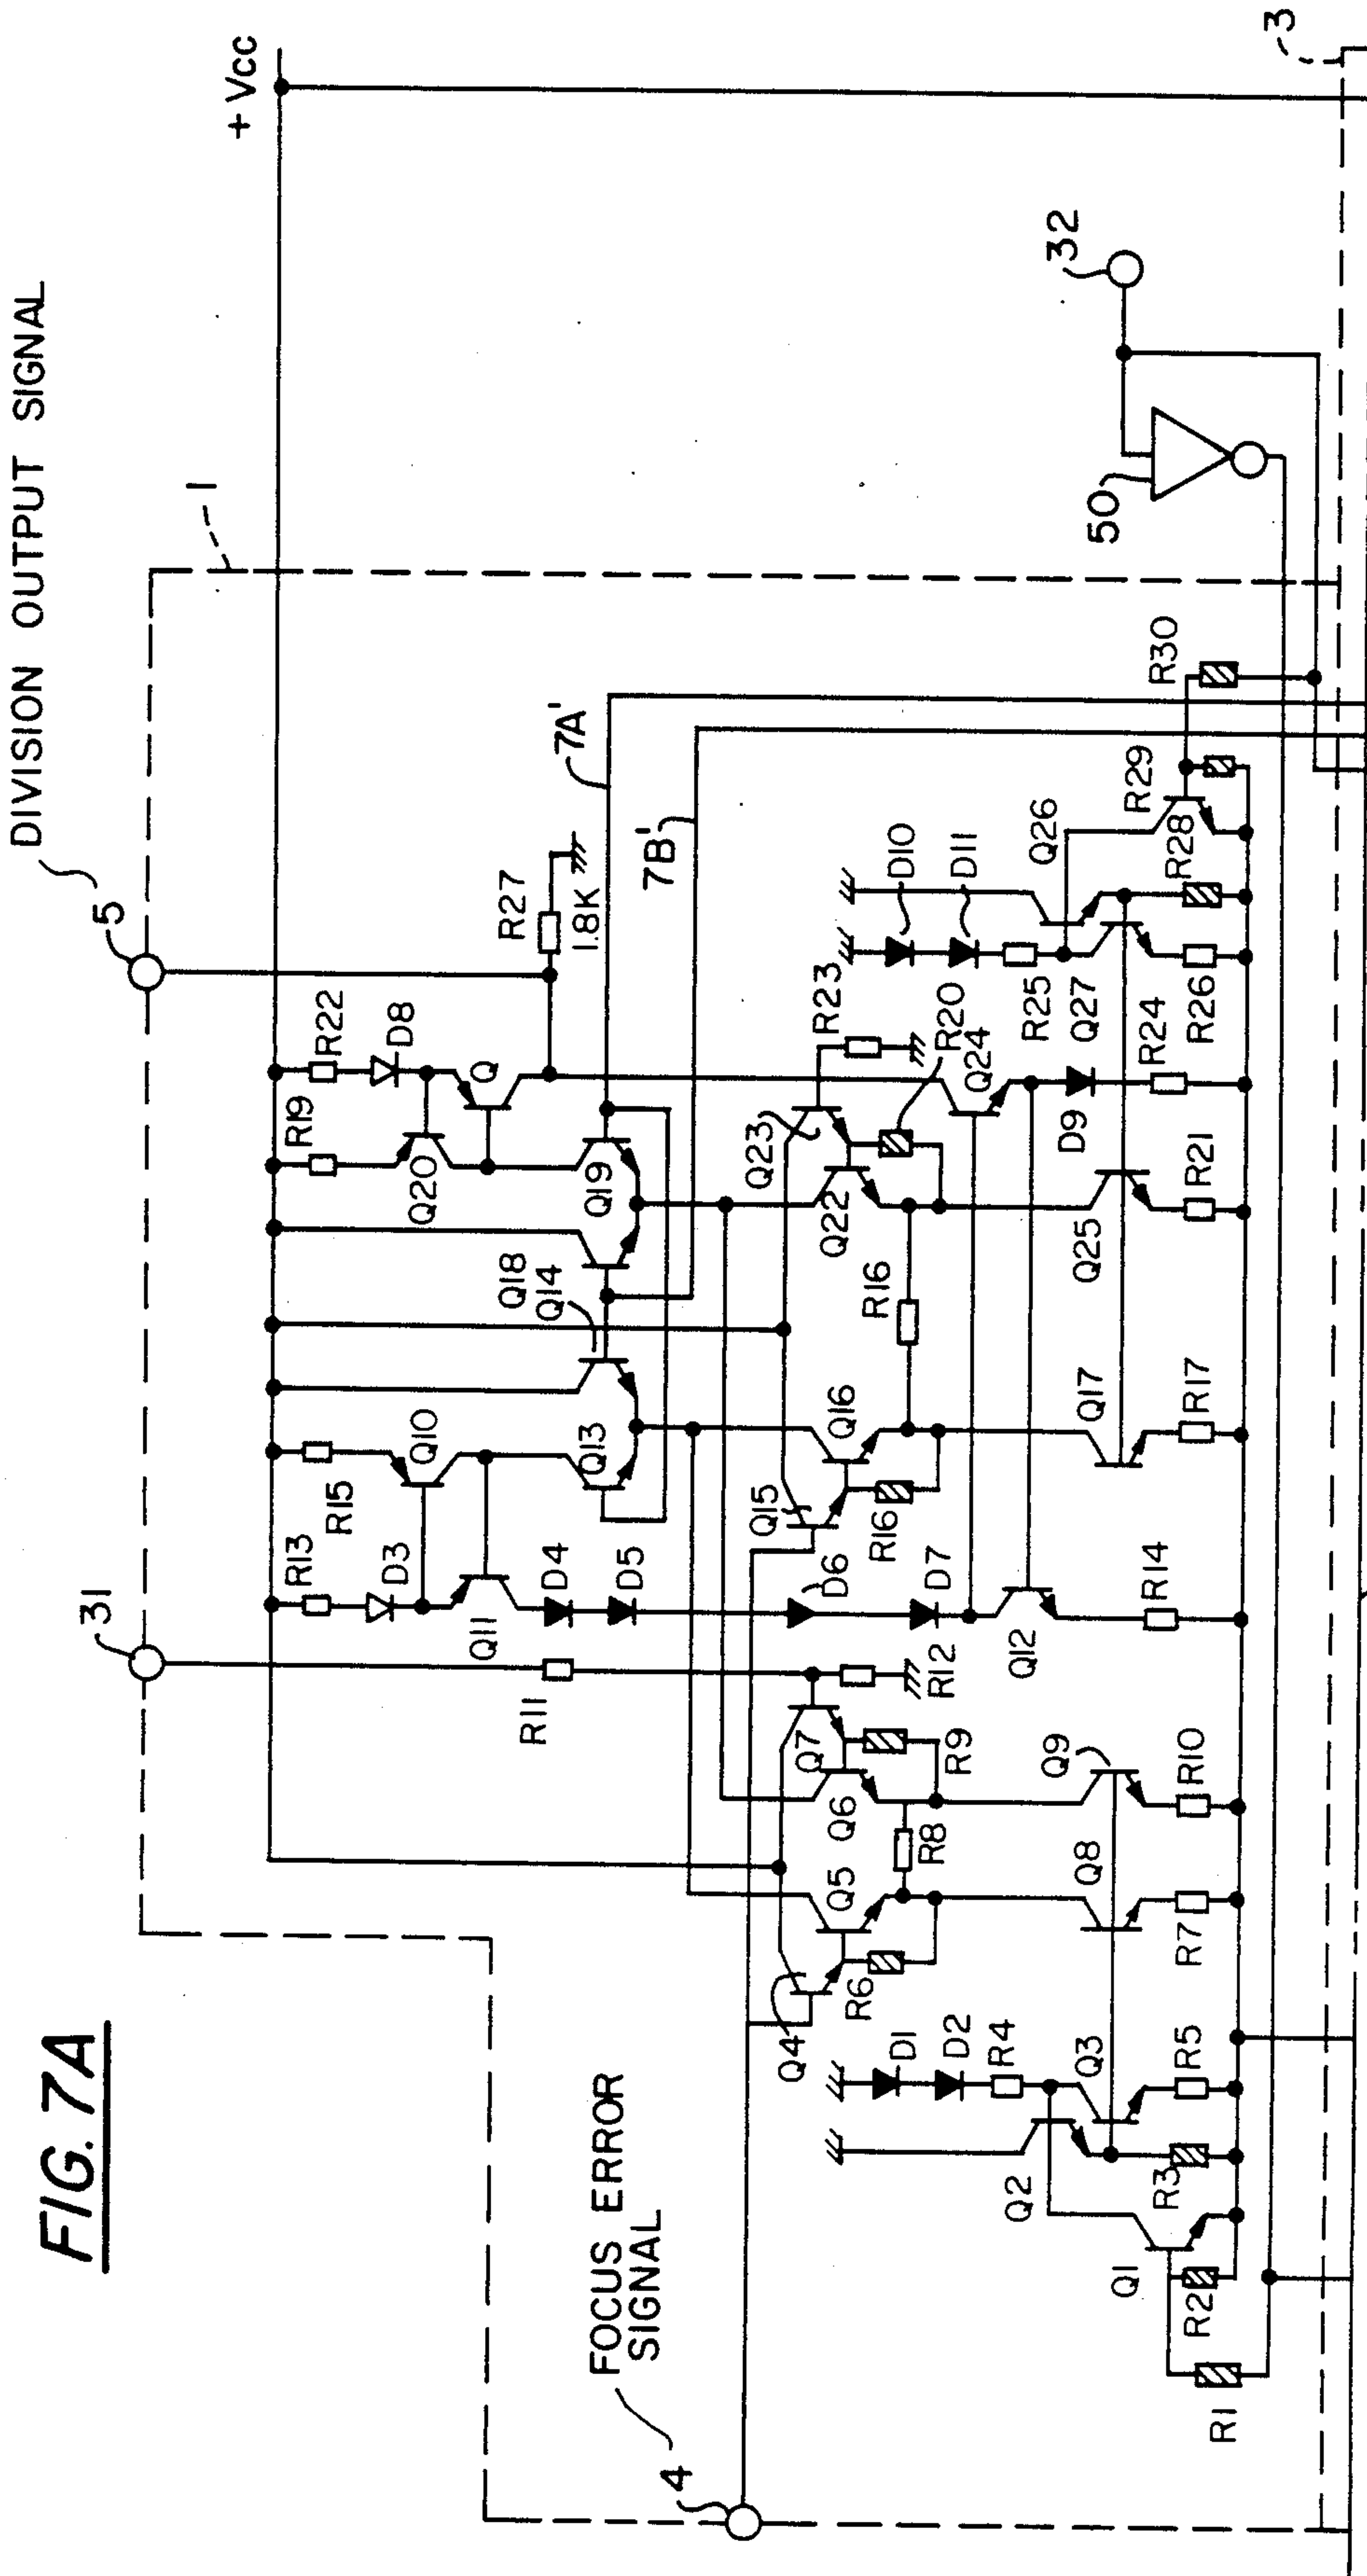 FIG. 7A
DIVISION OUTPUT SIGNAL
5
1
31
+ Vcc
R13
D3
R15
Q10
Q11
D4
D5
Q13
Q18
Q14
R19
Q20
R22
D8
Q
Q19
R27
1.8K
7A'
7B'
32
50
3
FOCUS ERROR
SIGNAL
4
R11
R12
Q7
Q6
R9
R8
Q5
Q4
R6
D1
D2
R4
Q3
R5
Q2
R3
Q1
R2
R1
Q8
R7
Q9
R10
D6
D7
Q12
R14
Q15
R16
Q16
R16
Q17
R17
Q23
Q22
R23
R20
Q24
Q25
R21
D9
R24
D10
D11
R25
Q27
R26
Q26
R28
R29
R30